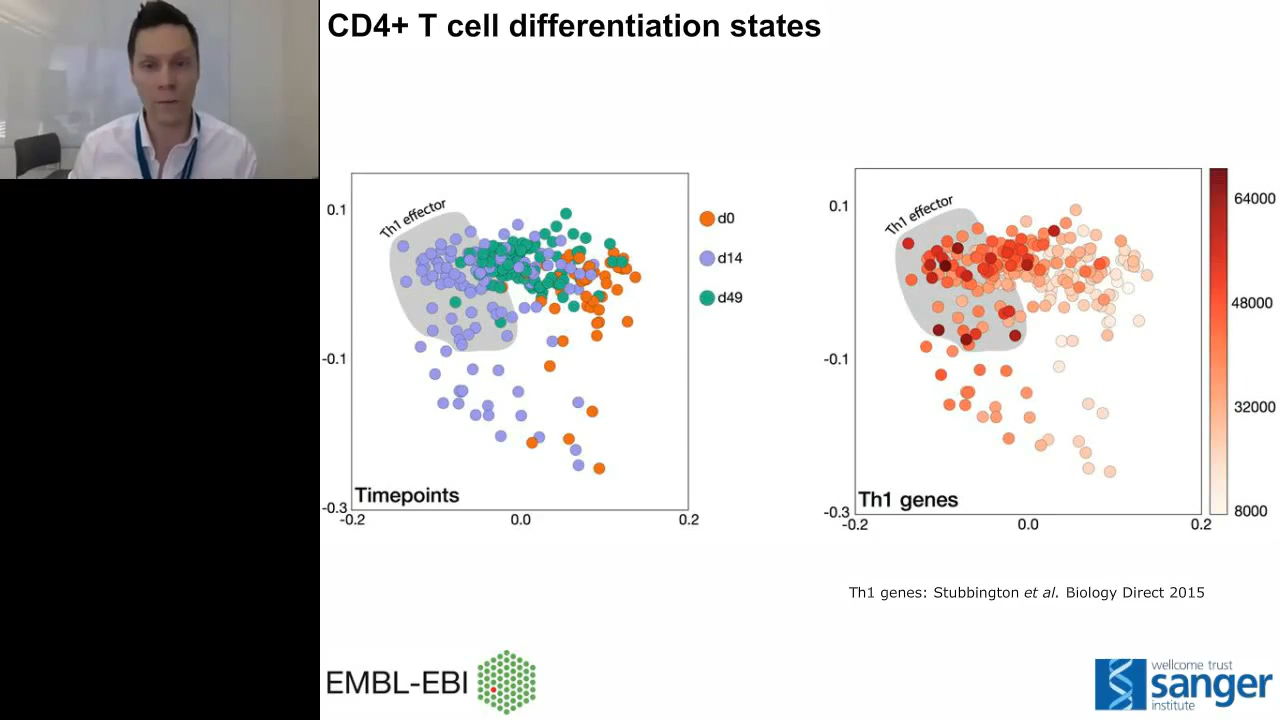 CD4+ T cell differentiation states
0.1
-0.1
-0.3
-0.2
0.0
0.2
Th1 effector
Timepoints
d0
d14
d49
0.1
-0.1
-0.3
-0.2
0.0
0.2
Th1 effector
Th1 genes
64000
48000
32000
8000
Th1 genes: Stubbington et al. Biology Direct 2015
EMBL-EBI
wellcome trust
sanger
institute